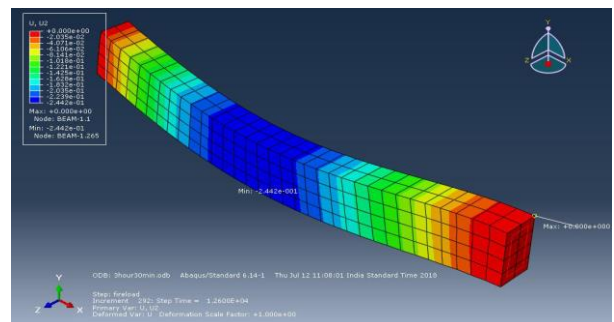 U, U2
+0.000e+00
-2.035e-02
-4.071e-02
-6.106e-02
-8.141e-02
-1.018e-01
-1.221e-01
-1.425e-01
-1.628e-01
-1.832e-01
-2.035e-01
-2.239e-01
-2.442e-01
Max: +0.000e+00
Node: BEAM-1.1
Min: -2.442e-01
Node: BEAM-1.265
Y
Z X
Min: -2.442e-001
Max: +0.000e+000
ODB: 3hour30min.odb Abaqus/Standard 6.14-1 Thu Jul 12 11:08:01 India Standard Time 2018
Y
Step: fireload
Increment 292: Step Time = 1.2600E+04
Z X
Primary Var: U, U2
Deformed Var: U Deformation Scale Factor: +1.000e+00